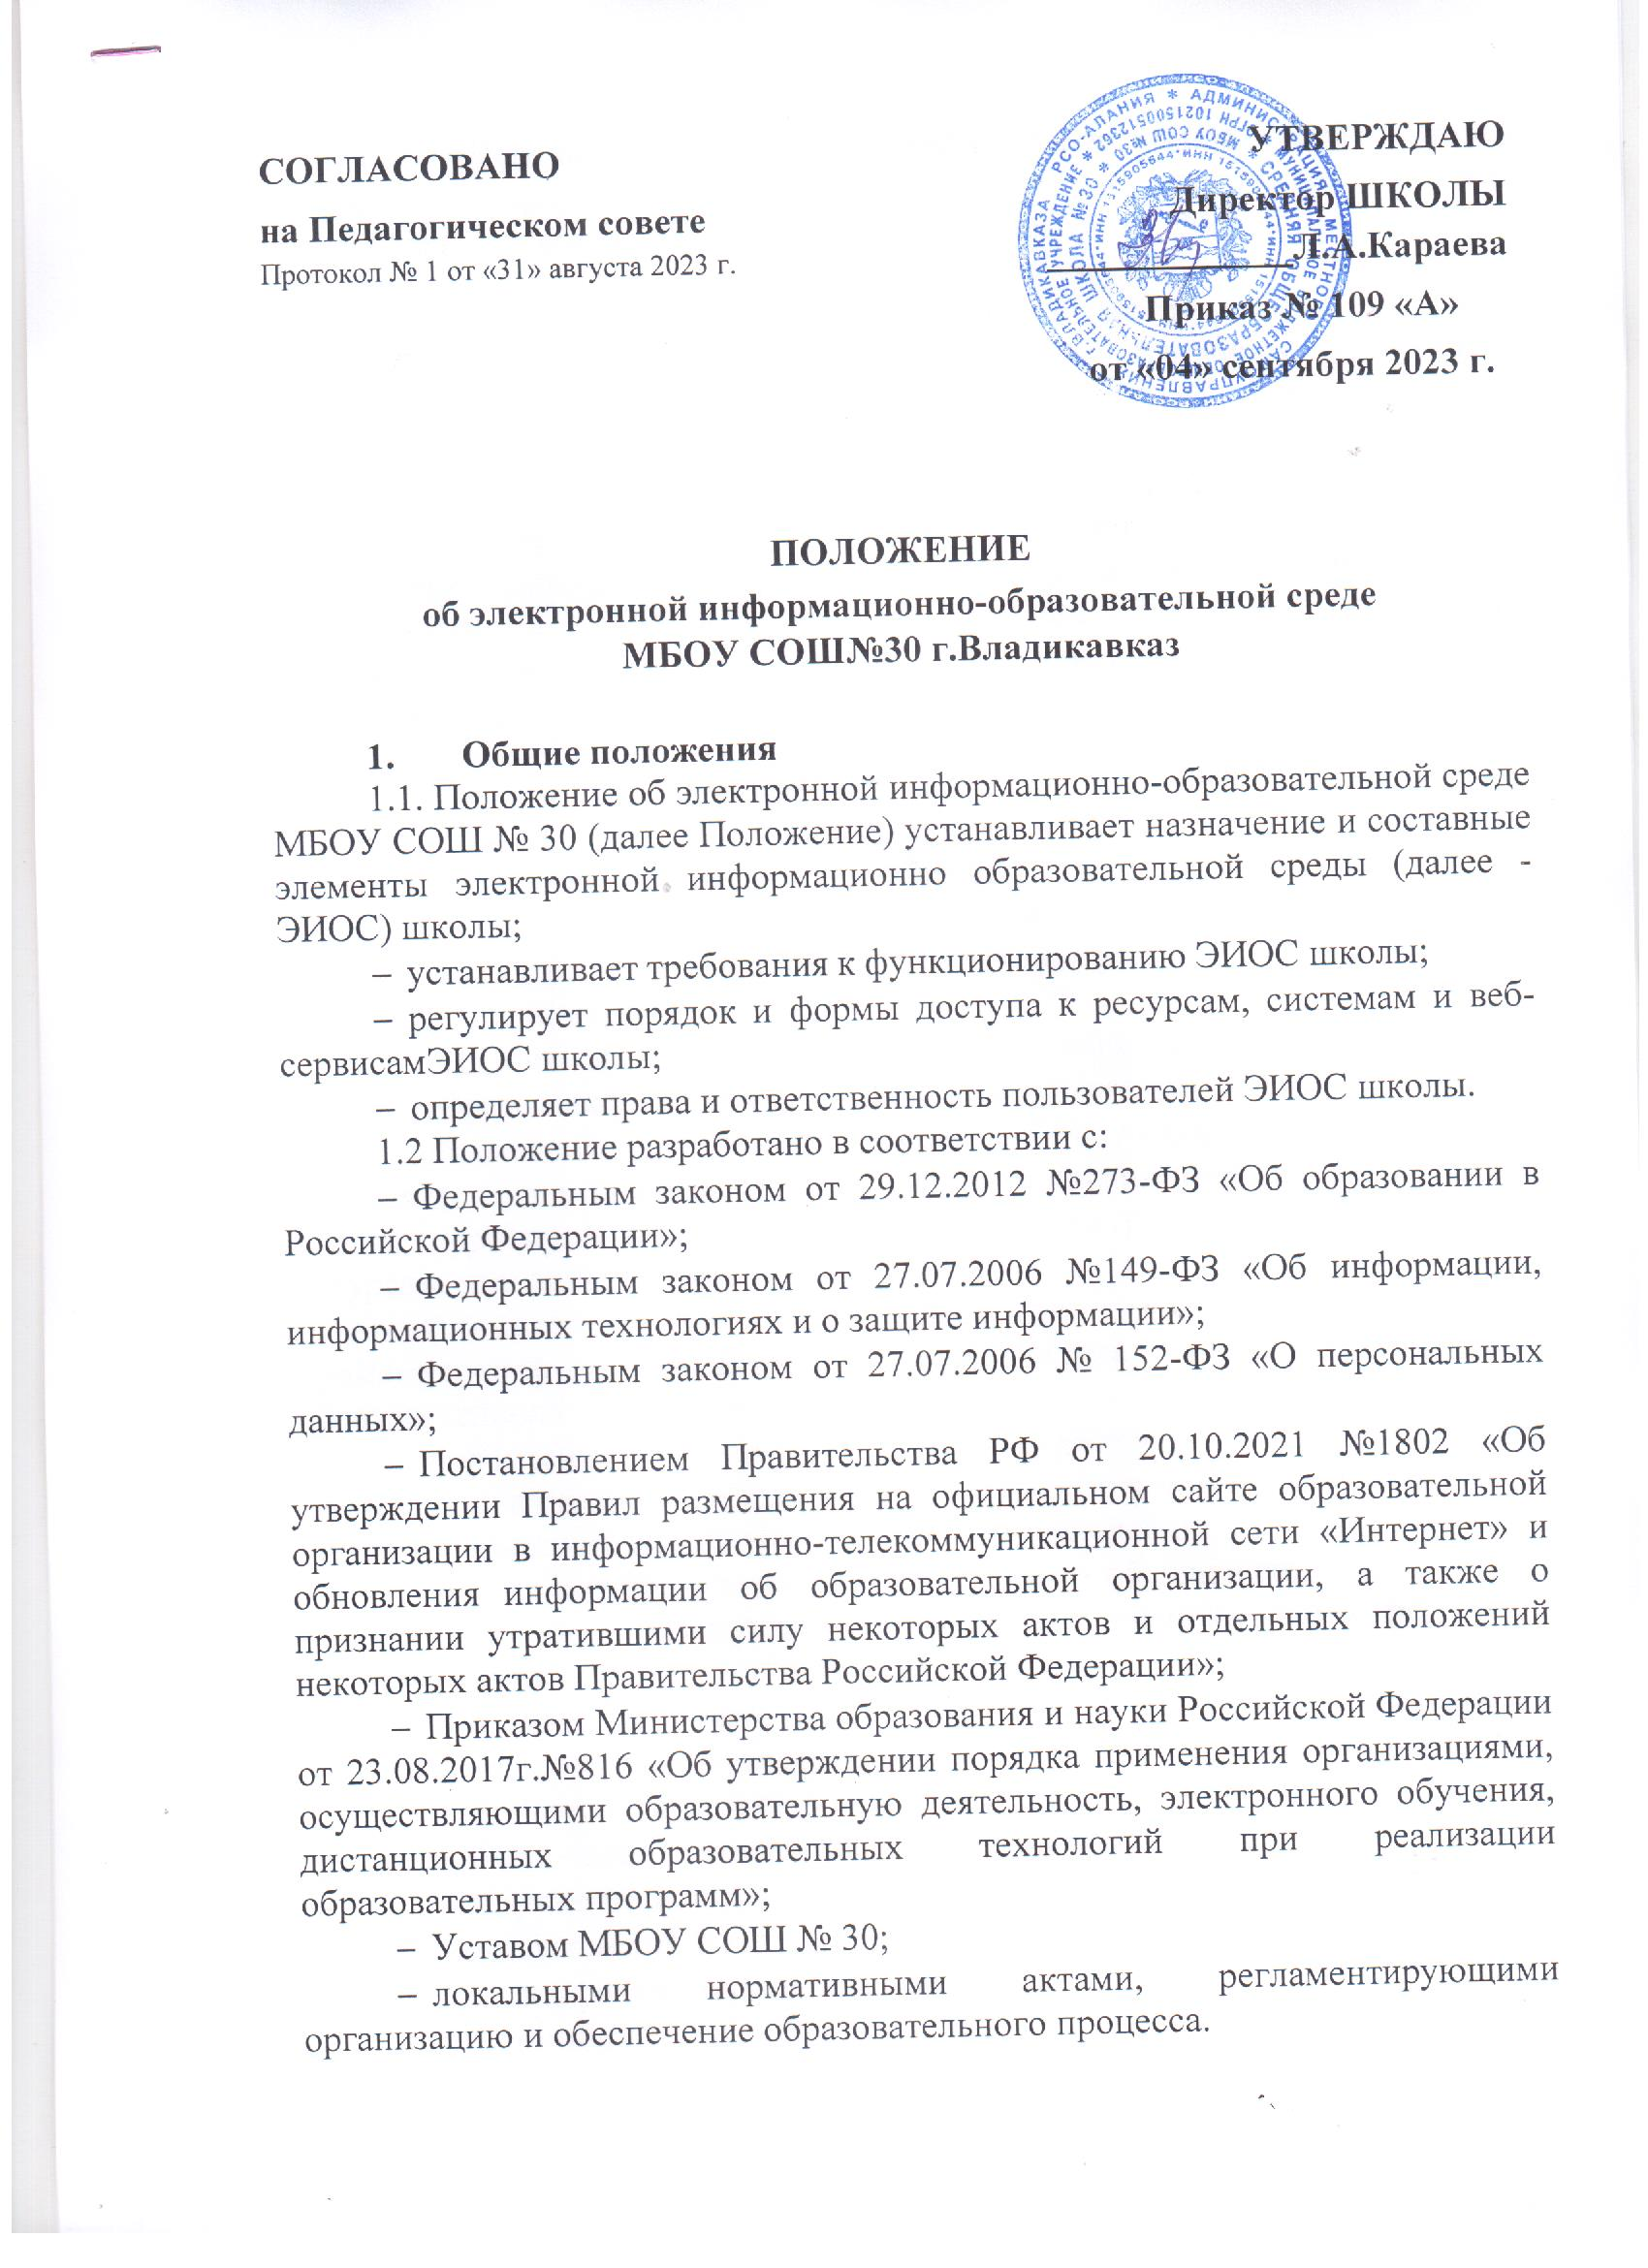 СОГЛАСОВАНО
на Педагогическом совете
Протокол № 1 от «31» августа 2023 г.
УТВЕРЖДАЮ
Директор ШКОЛЫ
Л.А.Караева
Приказ № 109 «А»
от «04» сентября 2023 г.
ПОЛОЖЕНИЕ
об электронной информационно-образовательной среде
МБОУ СОШ№30 г.Владикавказ
1. Общие положения
1.1. Положение об электронной информационно-образовательной среде
МБОУ СОШ № 30 (далее Положение) устанавливает назначение и составные
элементы электронной информационно образовательной среды (далее -
ЭИОС) школы;
– устанавливает требования к функционированию ЭИОС школы;
– регулирует порядок и формы доступа к ресурсам, системам и веб-
сервисамЭИОС школы;
– определяет права и ответственность пользователей ЭИОС школы.
1.2 Положение разработано в соответствии с:
– Федеральным законом от 29.12.2012 №273-ФЗ «Об образовании в
Российской Федерации»;
– Федеральным законом от 27.07.2006 №149-ФЗ «Об информации,
информационных технологиях и о защите информации»;
– Федеральным законом от 27.07.2006 № 152-ФЗ «О персональных
данных»;
– Постановлением Правительства РФ от 20.10.2021 №1802 «Об
утверждении Правил размещения на официальном сайте образовательной
организации в информационно-телекоммуникационной сети «Интернет» и
обновления информации об образовательной организации, а также о
признании утратившими силу некоторых актов и отдельных положений
некоторых актов Правительства Российской Федерации»;
– Приказом Министерства образования и науки Российской Федерации
от 23.08.2017г.№816 «Об утверждении порядка применения организациями,
осуществляющими образовательную деятельность, электронного обучения,
дистанционных образовательных технологий при реализации
образовательных программ»;
– Уставом МБОУ СОШ № 30;
– локальными нормативными актами, регламентирующими
организацию и обеспечение образовательного процесса.